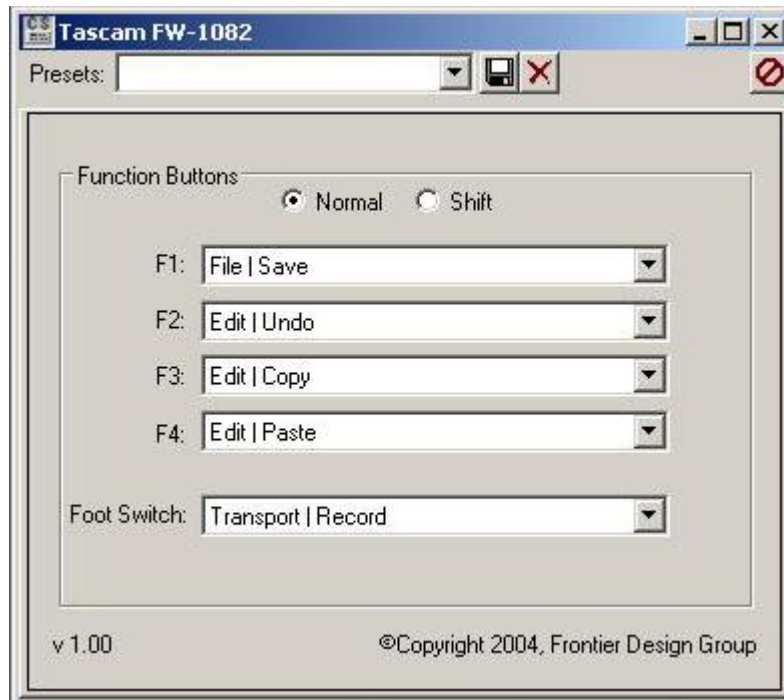 Tascam FW-1082
Presets:
Function Buttons
Normal Shift
F1: File | Save
F2: Edit | Undo
F3: Edit | Copy
F4: Edit | Paste
Foot Switch: Transport | Record
v 1.00 ©Copyright 2004, Frontier Design Group